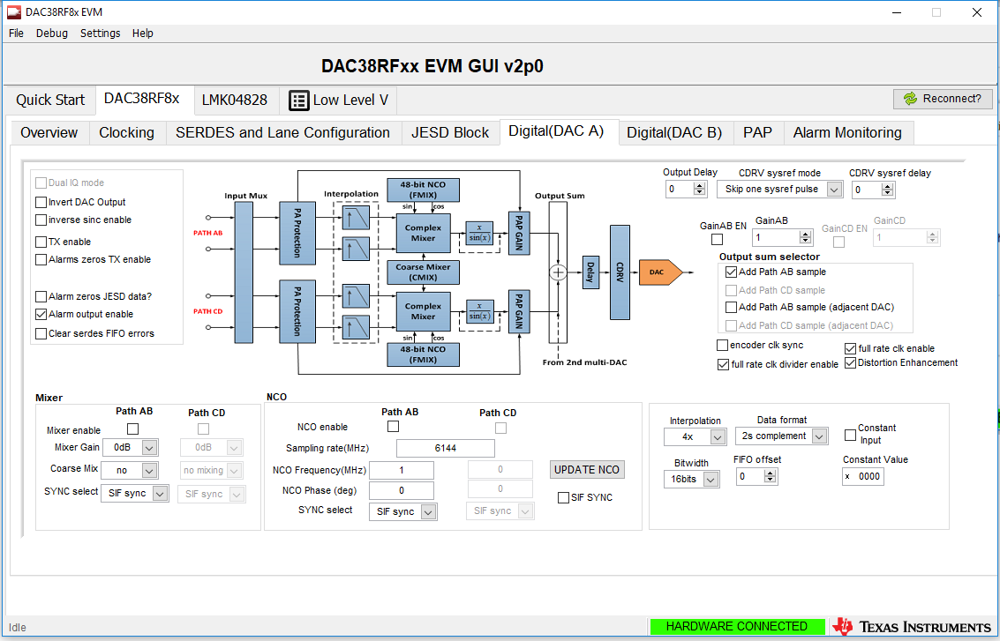 DAC38RF8x EVM
File Debug Settings Help
DAC38RFxx EVM GUI v2p0
Quick Start DAC38RF8x LMK04828 Low Level V Reconnect?
Overview Clocking SERDES and Lane Configuration JESD Block Digital(DAC A) Digital(DAC B) PAP Alarm Monitoring
Dual IQ mode
Invert DAC Output
inverse sinc enable
TX enable
Alarms zeros TX enable
Alarm zeros JESD data?
Alarm output enable
Clear serdes FIFO errors
Input Mux
PATH AB
PATH CD
PA Protection
PA Protection
Interpolation
48-bit NCO
(FMIX)
sin cos
Complex
Mixer
Coarse Mixer
(CMIX)
Complex
Mixer
sin cos
48-bit NCO
(FMIX)
x
sin(x)
x
sin(x)
PAP GAIN
PAP GAIN
Output Sum
Delay
CDRV
DAC
From 2nd multi-DAC
Output Delay CDRV sysref mode CDRV sysref delay
0 Skip one sysref pulse 0
GainAB EN GainAB GainCD EN GainCD
1 1
Output sum selector
Add Path AB sample
Add Path CD sample
Add Path AB sample (adjacent DAC)
Add Path CD sample (adjacent DAC)
encoder clk sync full rate clk enable
full rate clk divider enable Distortion Enhancement
Mixer
Path AB Path CD
Mixer enable
Mixer Gain 0dB 0dB
Coarse Mix no no mixing
SYNC select SIF sync SIF sync
NCO
Path AB Path CD
NCO enable
Sampling rate(MHz) 6144
NCO Frequency(MHz) 1 0 UPDATE NCO
NCO Phase (deg) 0 0 SIF SYNC
SYNC select SIF sync SIF sync
Interpolation Data format
4x 2s complement Constant
Input
Bitwidth FIFO offset Constant Value
16bits 0 x 0000
Idle HARDWARE CONNECTED TEXAS INSTRUMENTS